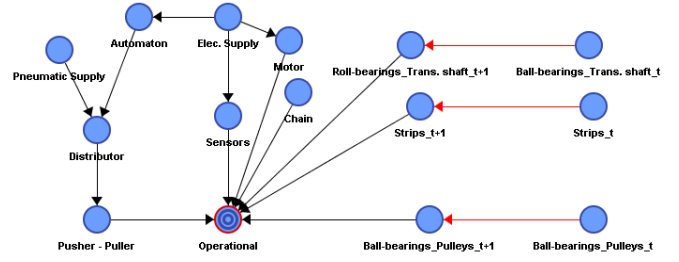 Automaton
Elec. Supply
Pneumatic Supply
Motor
Roll-bearings_Trans. shaft_t+1
Ball-bearings_Trans. shaft_t
Chain
Sensors
Strips_t+1
Strips_t
Distributor
Pusher - Puller
Operational
Ball-bearings_Pulleys_t+1
Ball-bearings_Pulleys_t